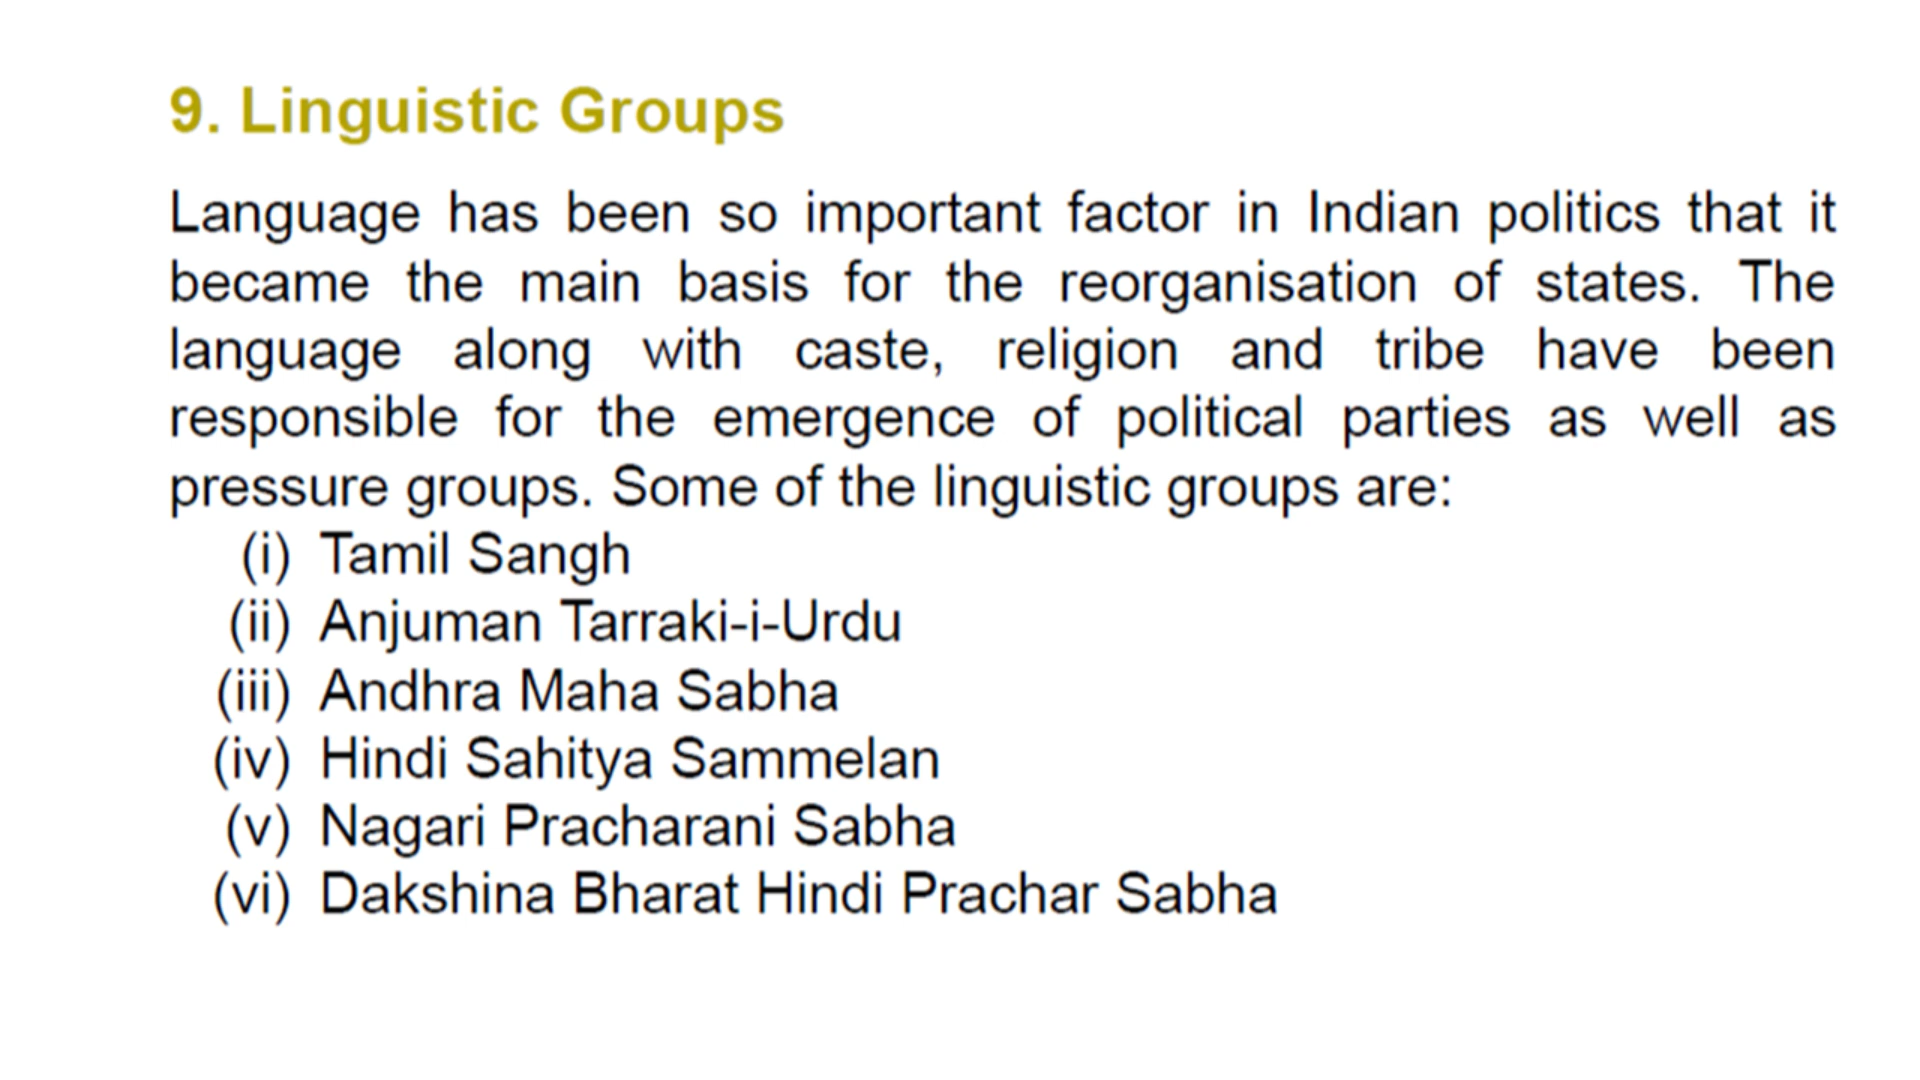 9. Linguistic Groups
Language has been so important factor in Indian politics that it
became the main basis for the reorganisation of states. The
language along with caste, religion and tribe have been
responsible for the emergence of political parties as well as
pressure groups. Some of the linguistic groups are:
(i) Tamil Sangh
(ii) Anjuman Tarraki-i-Urdu
(iii) Andhra Maha Sabha
(iv) Hindi Sahitya Sammelan
(v) Nagari Pracharani Sabha
(vi) Dakshina Bharat Hindi Prachar Sabha